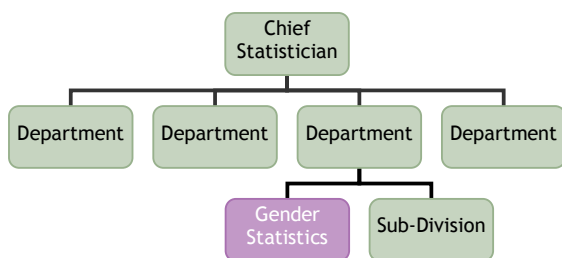 Chief
Statistician
Department
Department
Department
Department
Gender
Statistics
Sub-Division